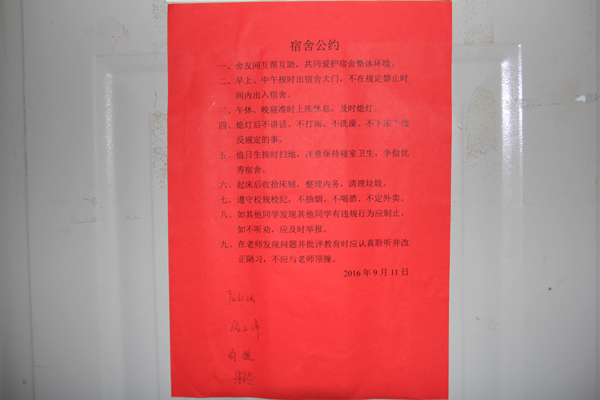 宿舍公约
一、舍友间互帮互助，共同爱护宿舍整体环境。
二、早上、中午按时出宿舍大门，不在规定禁止时
间内出入宿舍。
三、午休、晚寝准时上床休息，及时熄灯。
四、熄灯后不讲话、不打闹、不洗澡、不下床做违
反规定的事。
五、值日生按时扫地，注意保持寝室卫生，争做优
秀宿舍。
六、起床后收拾床铺，整理内务，清理垃圾。
七、遵守校规校纪，不抽烟、不喝酒、不定外卖。
八、如其他同学发现其他同学有违规行为应制止，
如不听劝，应及时举报。
九、在老师发现问题并批评教育时应认真聆听并改
正陋习，不应与老师顶撞。
2016 年 9 月 11 日